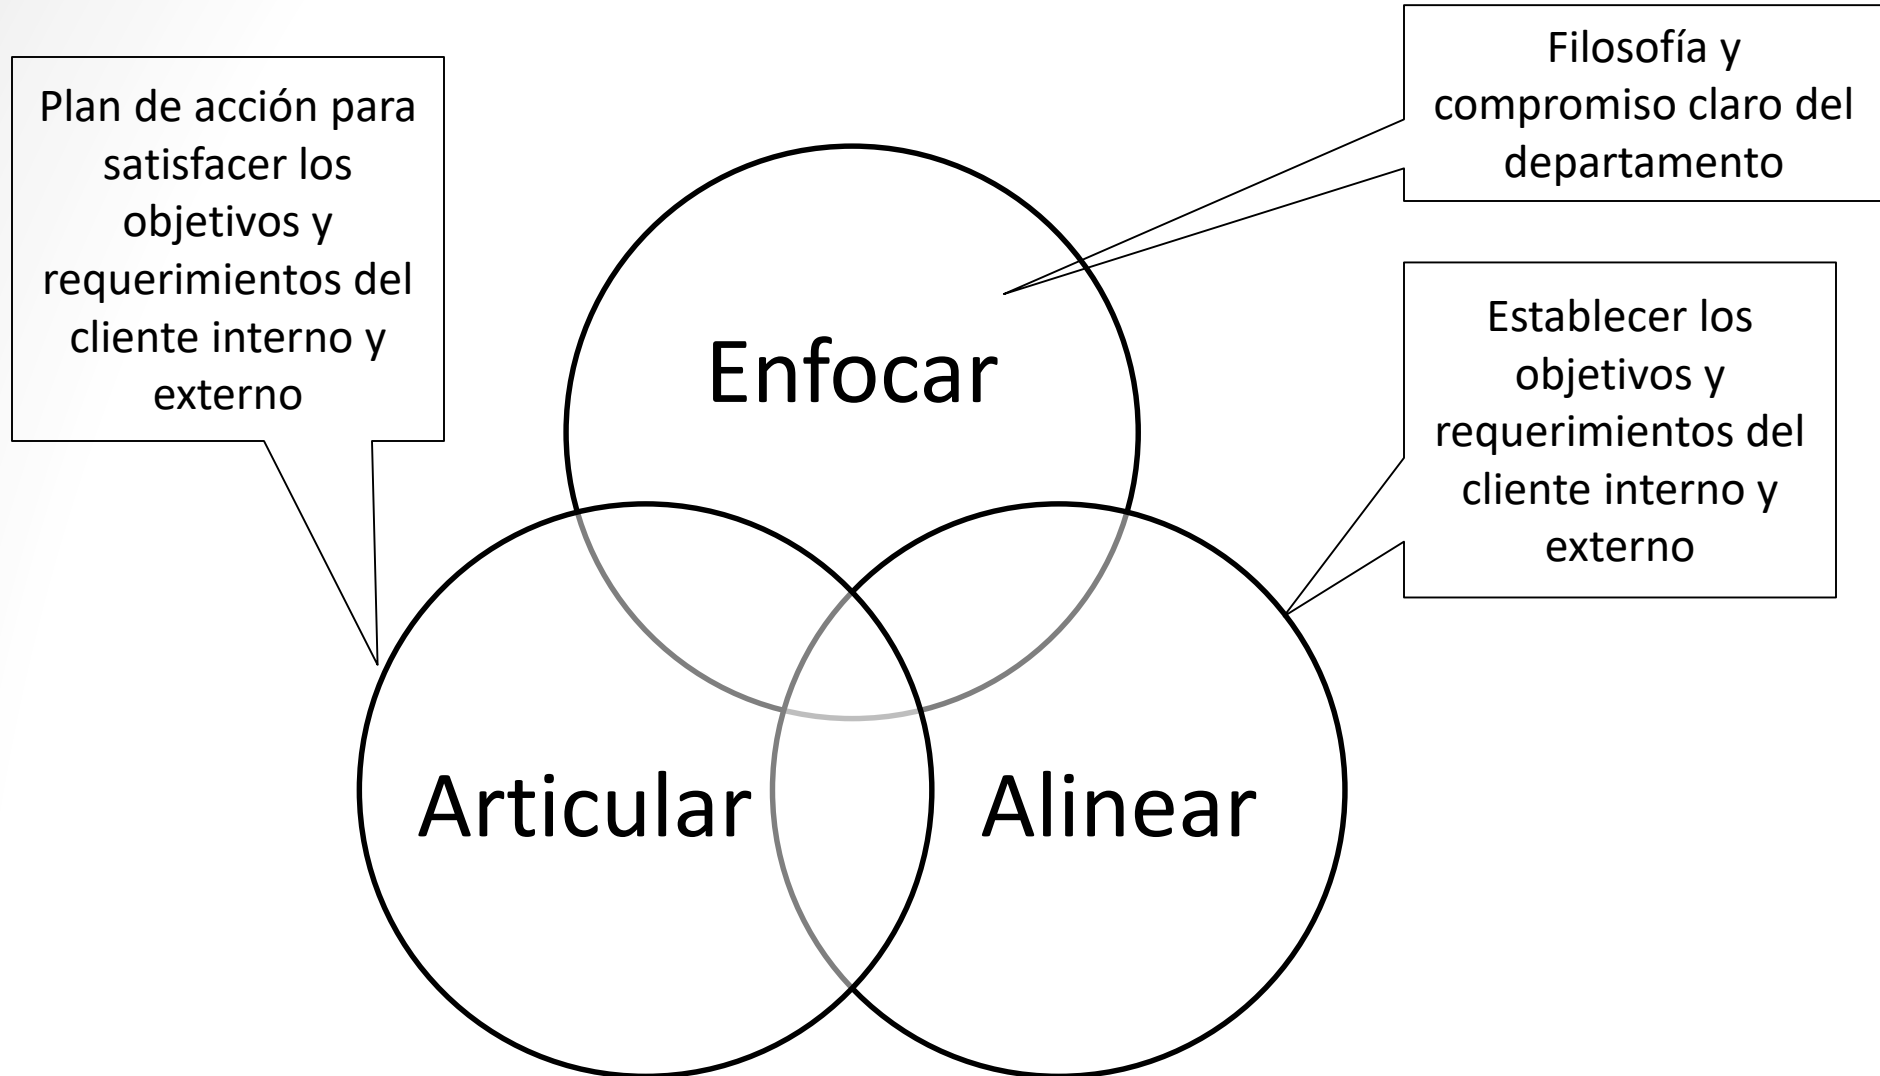 Plan de acción para
satisfacer los
objetivos y
requerimientos del
cliente interno y
externo
Filosofía y
compromiso claro del
departamento
Enfocar
Establecer los
objetivos y
requerimientos del
cliente interno y
externo
Articular
Alinear